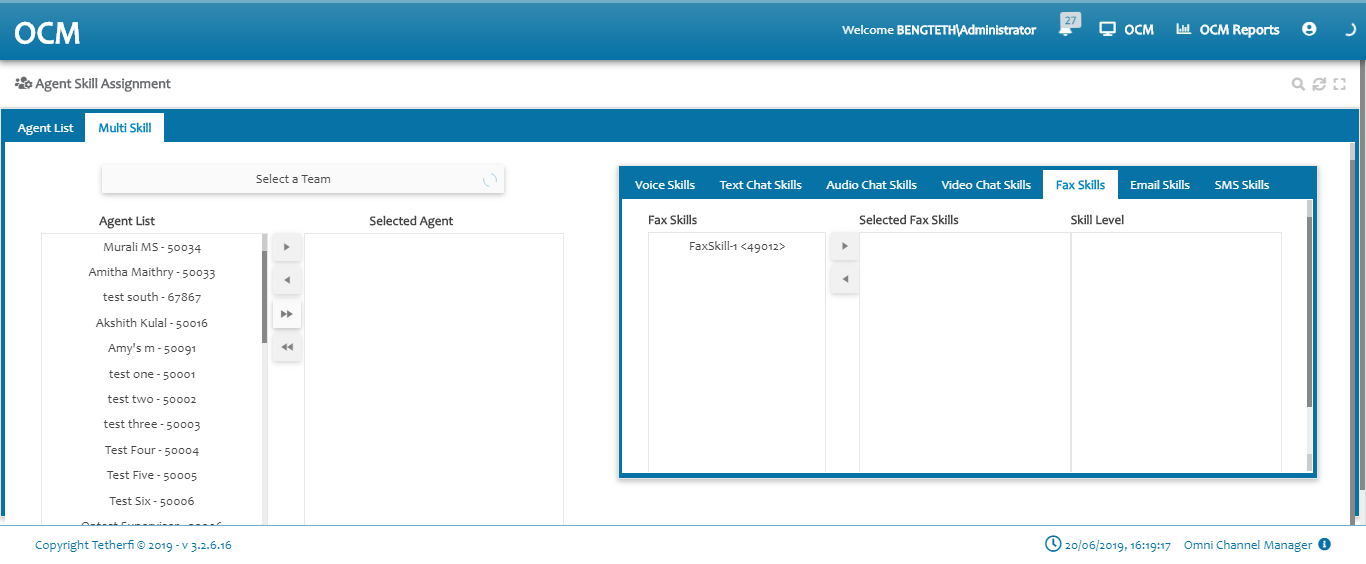 OCM
Welcome BENGTETH\Administrator
27
OCM
OCM Reports
Agent Skill Assignment
Agent List
Multi Skill
Select a Team
Agent List
Selected Agent
Murali MS - 50034
Amitha Maithry - 50033
test south - 67867
Akshith Kulal - 50016
Amy's m - 50091
test one - 50001
test two - 50002
test three - 50003
Test Four - 50004
Test Five - 50005
Test Six - 50006
Voice Skills
Text Chat Skills
Audio Chat Skills
Video Chat Skills
Fax Skills
Email Skills
SMS Skills
Fax Skills
Selected Fax Skills
Skill Level
FaxSkill-1 <49012>
Copyright Tetherfi © 2019 - v 3.2.6.16
20/06/2019, 16:19:17
Omni Channel Manager